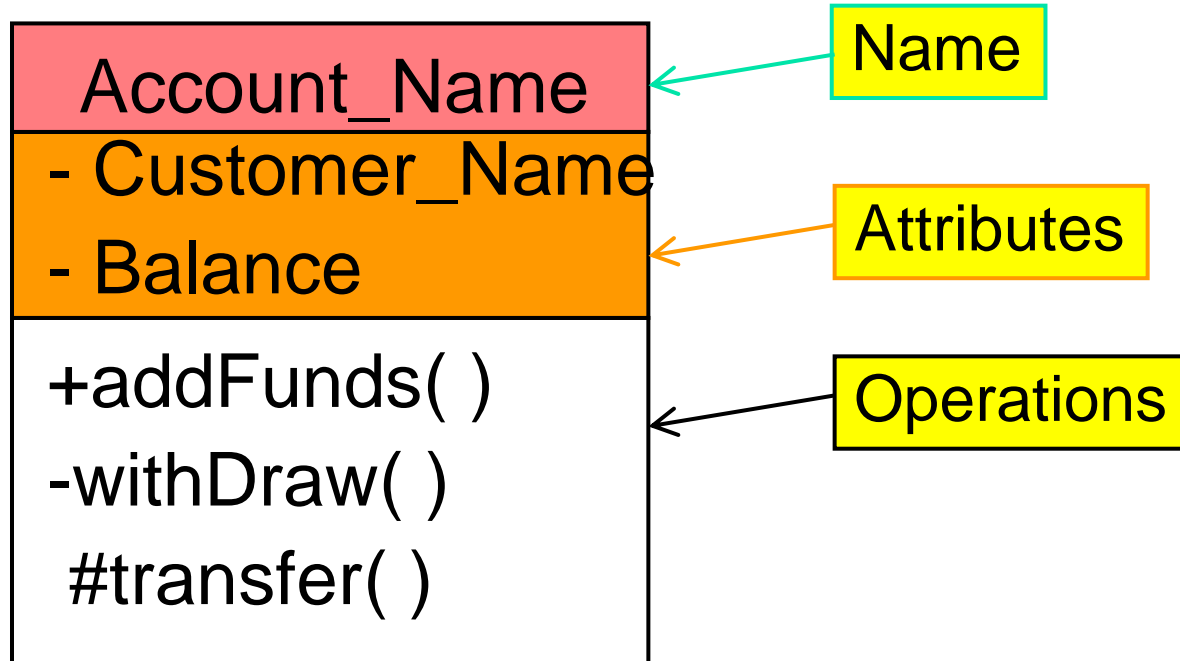 Account_Name
- Customer_Name
- Balance
+addFunds( )
-withDraw( )
#transfer( )
Name
Attributes
Operations